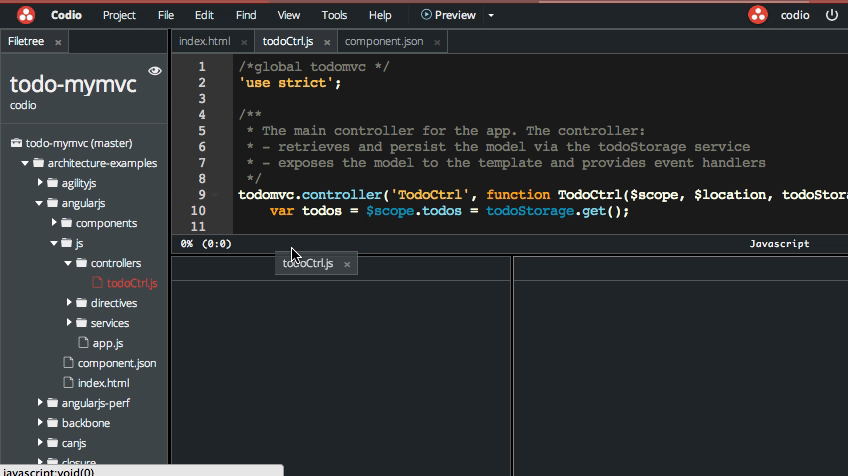 Codio Project File Edit Find View Tools Help Preview codio
Filetree ×
index.html × todoCtrl.js × component.json ×
todo-mymvc
codio
todo-mymvc (master)
architecture-examples
agilityjs
angularjs
components
js
controllers
todoCtrl.js
directives
services
app.js
component.json
index.html
angularjs-perf
backbone
canjs
closure
1 /*global todomvc */
2 'use strict';
3
4 /**
5 * The main controller for the app. The controller:
6 * - retrieves and persist the model via the todoStorage service
7 * - exposes the model to the template and provides event handlers
8 */
9 todomvc.controller('TodoCtrl', function TodoCtrl($scope, $location, todoStora
10 var todos = $scope.todos = todoStorage.get();
11
0% (0:0) Javascript
todoCtrl.js ×
javascript:void(0)